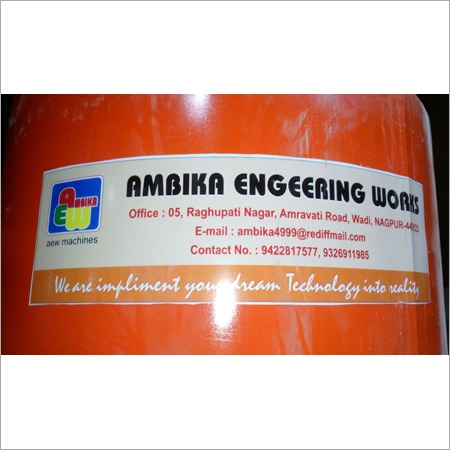 AMBIKA
AEW
aew machines
AMBIKA ENGEERING WORKS
Office : 05, Raghupati Nagar, Amravati Road, Wadi, NAGPUR-440023
E-mail : ambika4999@rediffmail.com
Contact No. : 9422817577, 9326911985
We are impliment your dream Technology into reality